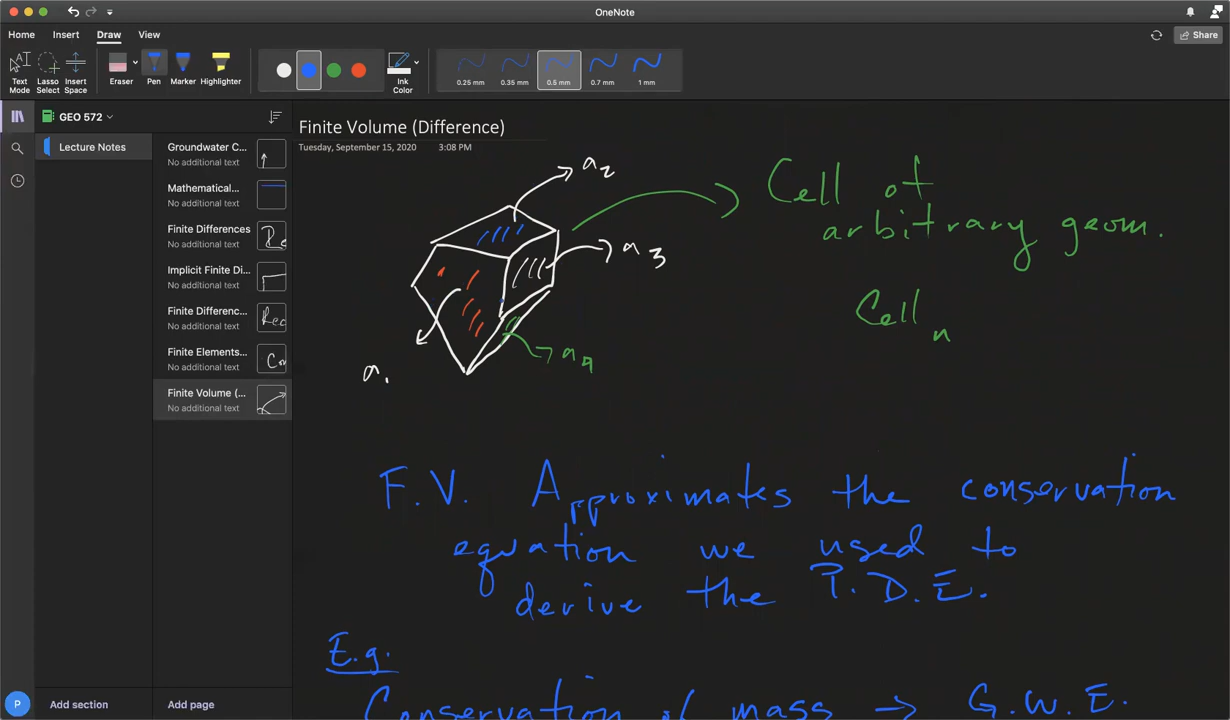 OneNote
Home Insert Draw View
Share
Text Mode
Lasso Select
Insert Space
Eraser
Pen
Marker
Highlighter
Ink Color
0.25 mm
0.35 mm
0.5 mm
0.7 mm
1 mm
GEO 572
Lecture Notes
Groundwater C...
No additional text
Mathematical...
No additional text
Finite Differences
No additional text
Implicit Finite Di...
No additional text
Finite Differenc...
No additional text
Finite Elements...
No additional text
Finite Volume (...
No additional text
P
Add section
Add page
Finite Volume (Difference)
Tuesday, September 15, 2020 3:08 PM
a2
a3
a1
Cell of
arbitrary geom.
Cell n
F.V. Approximates the conservation
equation we used to
derive the P.D.E.
E.g.
Conservation of mass → G.W.E.